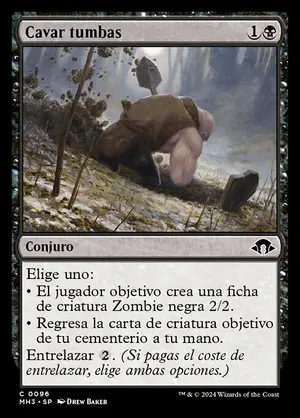 Cavar tumbas 1
Conjuro
Elige uno:
• El jugador objetivo crea una ficha
de criatura Zombie negra 2/2.
• Regresa la carta de criatura objetivo
de tu cementerio a tu mano.
Entrelazar 2. (Si pagas el coste de
entrelazar, elige ambas opciones.)
C 0096
MH3 • SP DREW BAKER
™ & © 2024 Wizards of the Coast